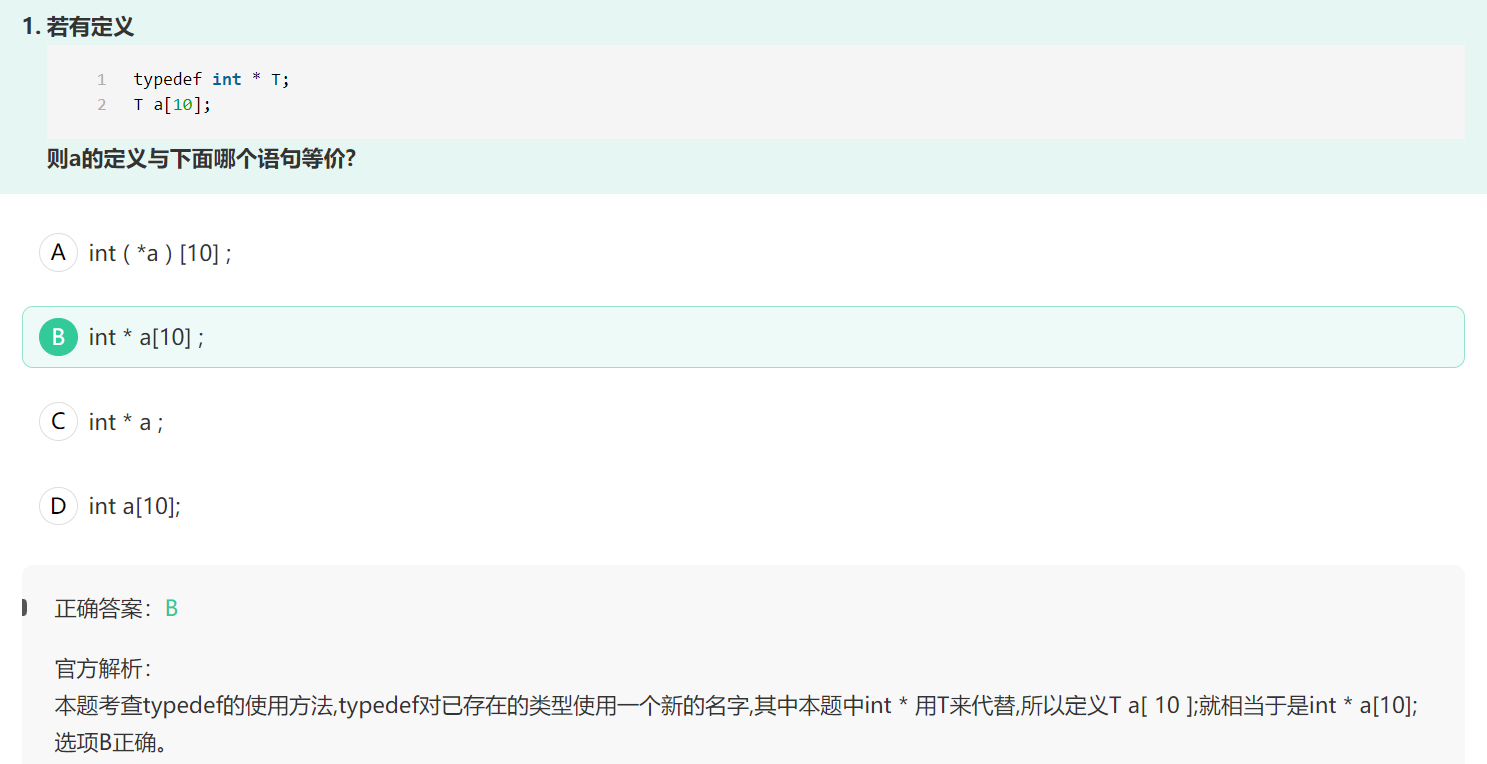 1. 若有定义
1 typedef int * T;
2 T a[10];
则a的定义与下面哪个语句等价?
A int ( *a ) [10] ;
B int * a[10] ;
C int * a ;
D int a[10];
正确答案：B
官方解析：
本题考查typedef的使用方法,typedef对已存在的类型使用一个新的名字,其中本题中int * 用T来代替,所以定义T a[ 10 ];就相当于是int * a[10];
选项B正确。